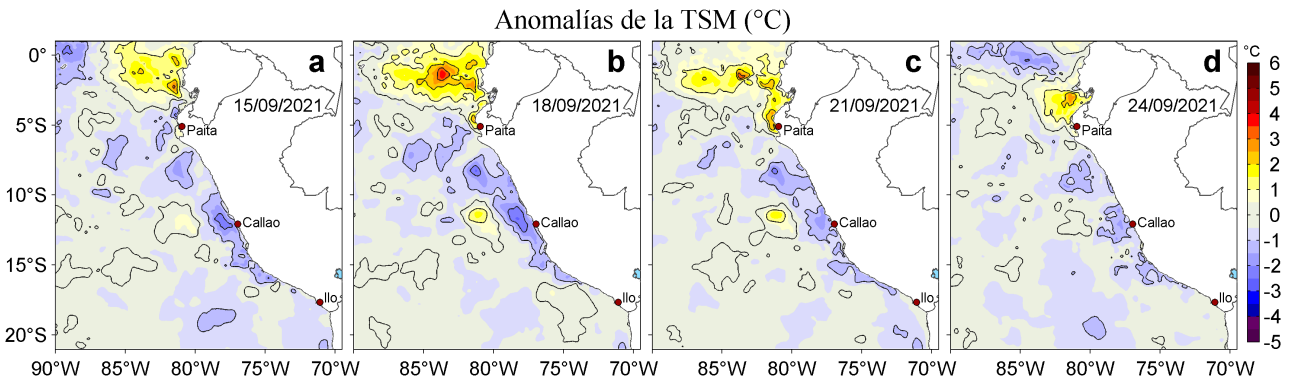 Anomalías de la TSM (°C)
a
b
c
d
15/09/2021
18/09/2021
21/09/2021
24/09/2021
0°
5°S
10°S
15°S
20°S
Paita
Paita
Paita
Paita
Callao
Callao
Callao
Callao
Ilo
Ilo
Ilo
Ilo
90°W 85°W 80°W 75°W 70°W
85°W 80°W 75°W 70°W
85°W 80°W 75°W 70°W
85°W 80°W 75°W 70°W
°C
6
5
4
3
2
1
0
-1
-2
-3
-4
-5